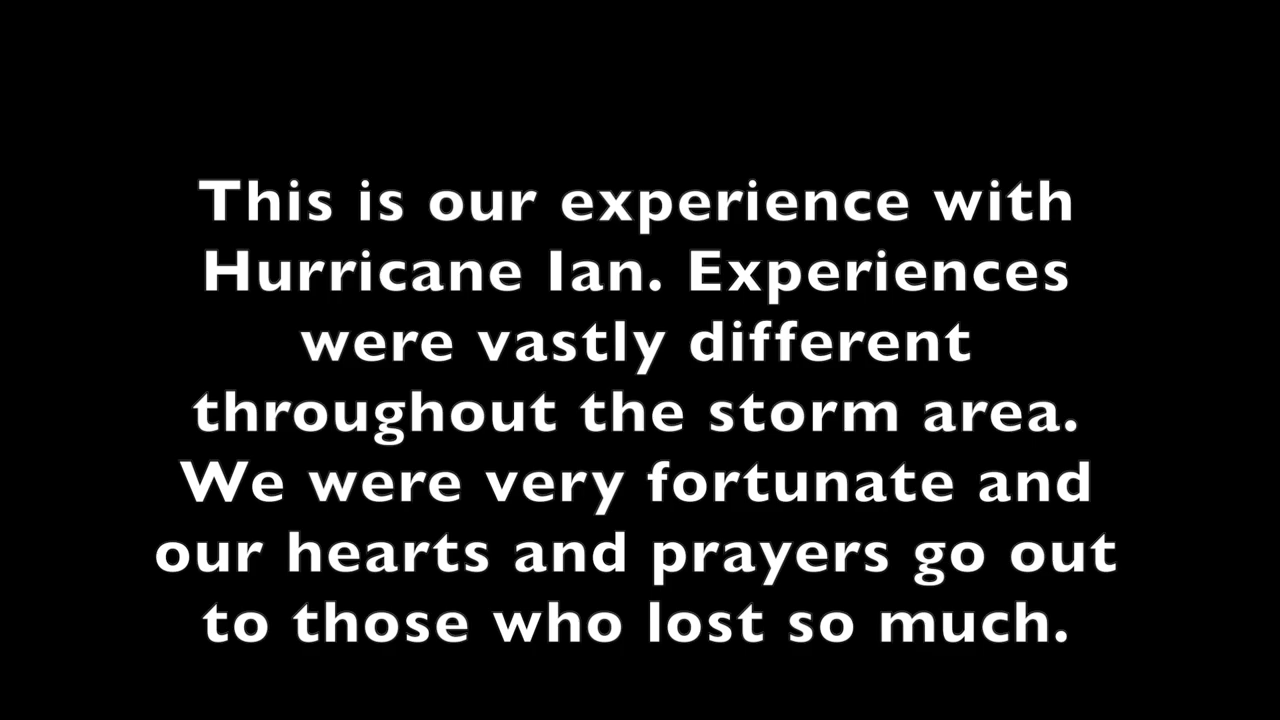 This is our experience with
Hurricane Ian. Experiences
were vastly different
throughout the storm area.
We were very fortunate and
our hearts and prayers go out
to those who lost so much.